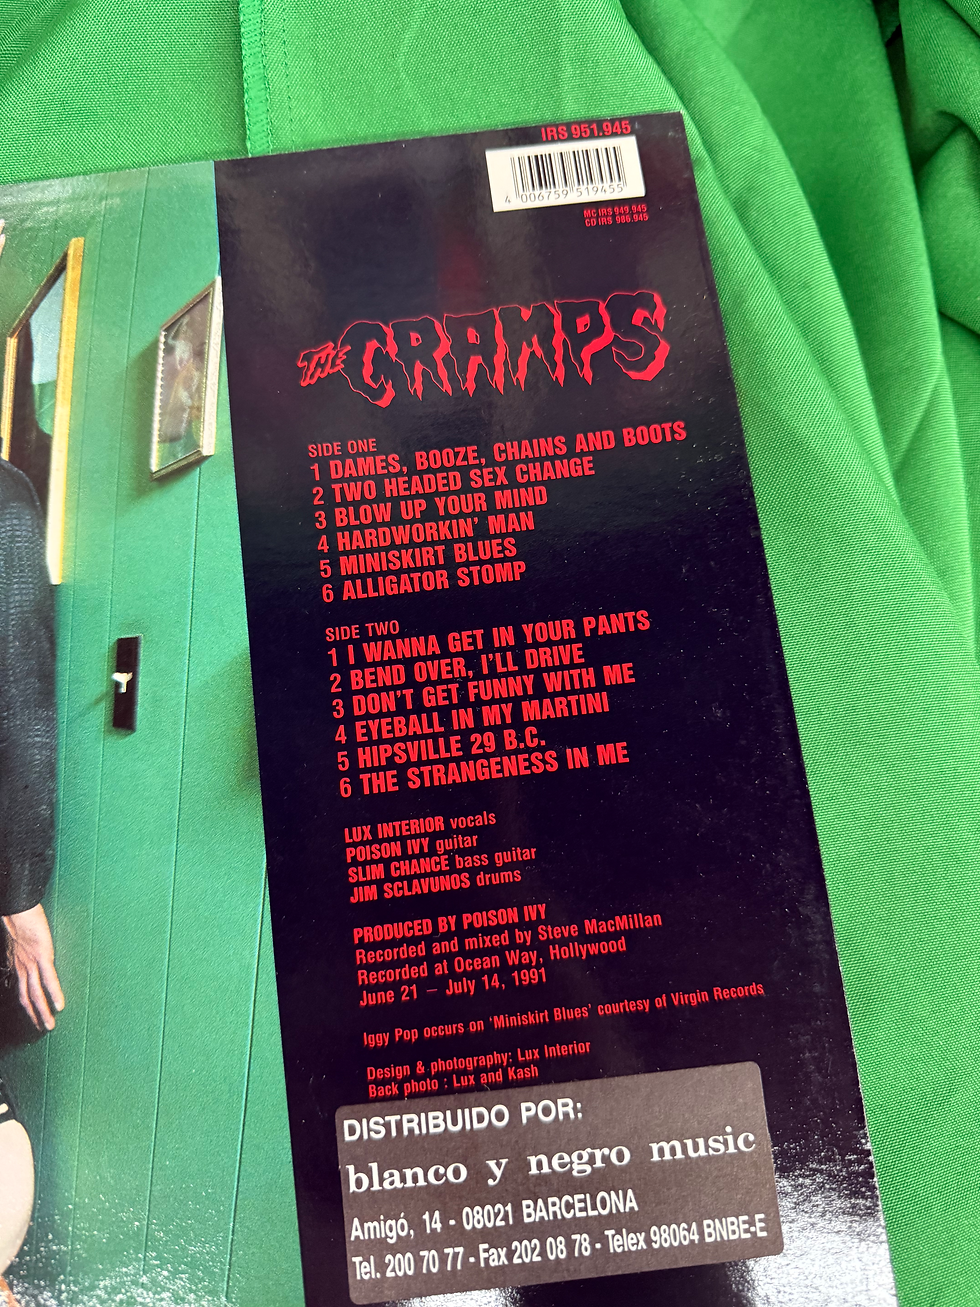 IRS 951.945
4 006759 519455
MC IRS 949.945
CD IRS 986.945
THE CRAMPS
SIDE ONE
1 DAMES, BOOZE, CHAINS AND BOOTS
2 TWO HEADED SEX CHANGE
3 BLOW UP YOUR MIND
4 HARDWORKIN' MAN
5 MINISKIRT BLUES
6 ALLIGATOR STOMP
SIDE TWO
1 I WANNA GET IN YOUR PANTS
2 BEND OVER, I'LL DRIVE
3 DON'T GET FUNNY WITH ME
4 EYEBALL IN MY MARTINI
5 HIPSVILLE 29 B.C.
6 THE STRANGENESS IN ME
LUX INTERIOR vocals
POISON IVY guitar
SLIM CHANCE bass guitar
JIM SCLAVUNOS drums
PRODUCED BY POISON IVY
Recorded and mixed by Steve MacMillan
Recorded at Ocean Way, Hollywood
June 21 – July 14, 1991
Iggy Pop occurs on 'Miniskirt Blues' courtesy of Virgin Records
Design & photography: Lux Interior
Back photo : Lux and Kash
DISTRIBUIDO POR:
blanco y negro music
Amigó, 14 - 08021 BARCELONA
Tel. 200 70 77 - Fax 202 08 78 - Telex 98064 BNBE-E